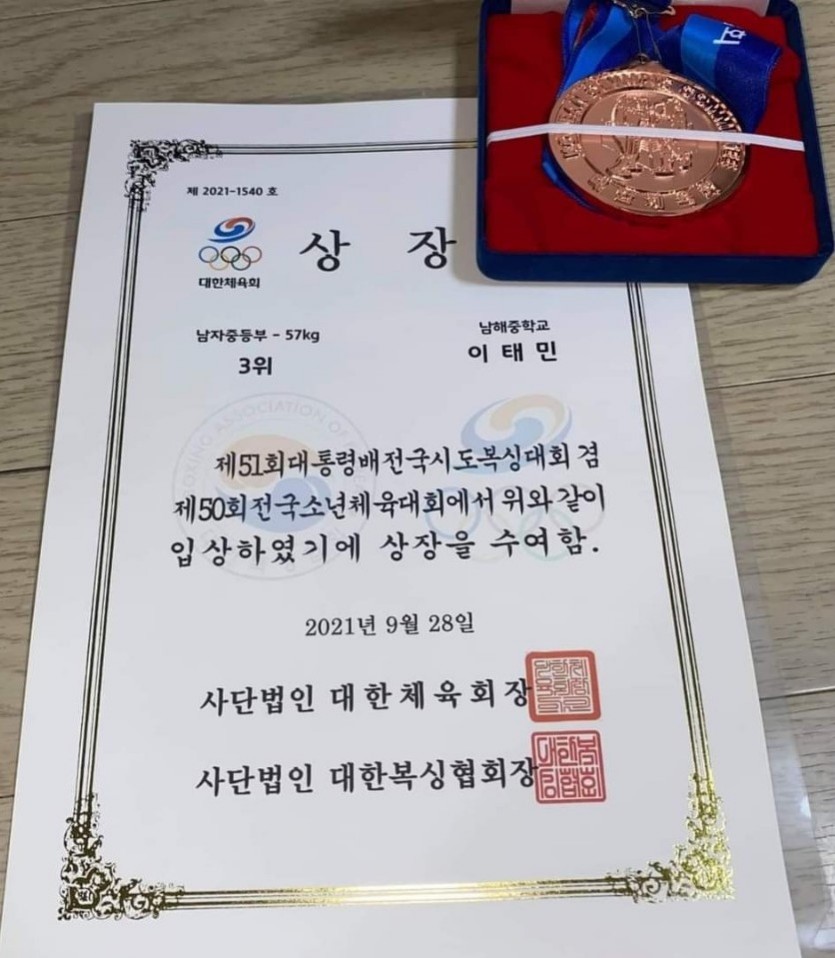 제 2021-1540 호
대한체육회
상 장
남자중등부 - 57kg
3위
남해중학교
이 태 민
제51회대통령배전국시도복싱대회 겸
제50회전국소년체육대회에서 위와 같이
입상하였기에 상장을 수여함.
2021년 9월 28일
사단법인 대한체육회장
사단법인 대한복싱협회장